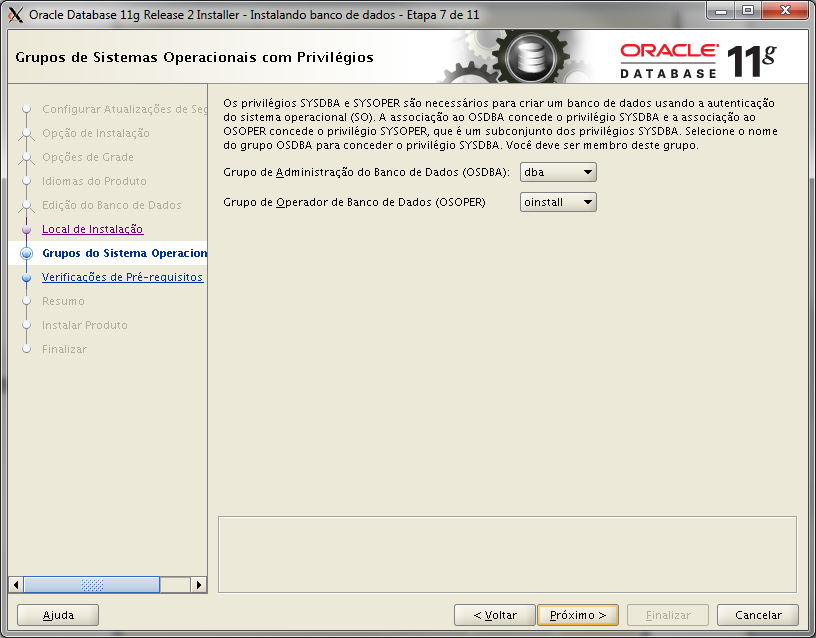 Oracle Database 11g Release 2 Installer - Instalando banco de dados - Etapa 7 de 11
Grupos de Sistemas Operacionais com Privilégios
ORACLE
DATABASE
11g
Configurar Atualizações de Seg
Opção de Instalação
Opções de Grade
Idiomas do Produto
Edição do Banco de Dados
Local de Instalação
Grupos do Sistema Operacion
Verificações de Pré-requisitos
Resumo
Instalar Produto
Finalizar
Os privilégios SYSDBA e SYSOPER são necessários para criar um banco de dados usando a autenticação
do sistema operacional (SO). A associação ao OSDBA concede o privilégio SYSDBA e a associação ao
OSOPER concede o privilégio SYSOPER, que é um subconjunto dos privilégios SYSDBA. Selecione o nome
do grupo OSDBA para conceder o privilégio SYSDBA. Você deve ser membro deste grupo.
Grupo de Administração do Banco de Dados (OSDBA): dba
Grupo de Operador de Banco de Dados (OSOPER) oinstall
Ajuda < Voltar Próximo > Finalizar Cancelar